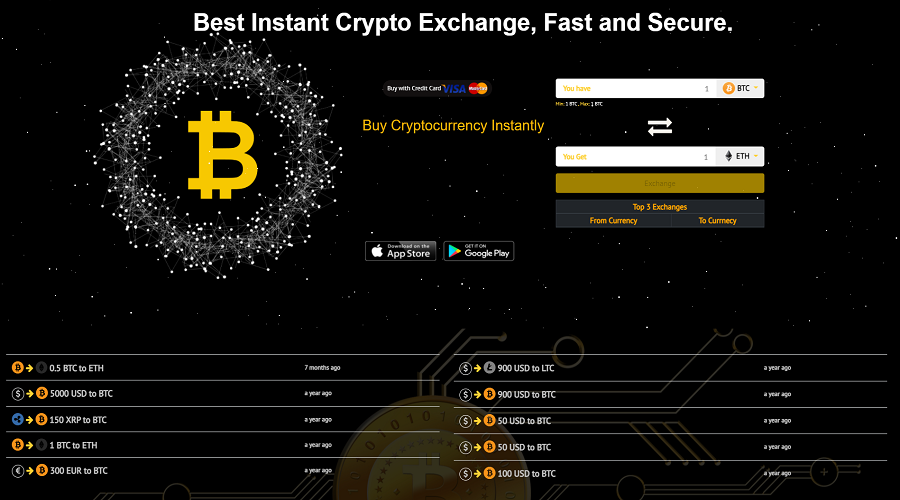 Best Instant Crypto Exchange, Fast and Secure.
Buy with Credit Card VISA MasterCard
Buy Cryptocurrency Instantly
You have 1 BTC
Min: 1 BTC, Max: 1 BTC
You Get 1 ETH
Exchange
Top 3 Exchanges
From Currency To Currnecy
Download on the
App Store
GET IT ON
Google Play
0.5 BTC to ETH 7 months ago
5000 USD to BTC a year ago
150 XRP to BTC a year ago
1 BTC to ETH a year ago
300 EUR to BTC a year ago
900 USD to LTC a year ago
900 USD to BTC a year ago
50 USD to BTC a year ago
50 USD to BTC a year ago
100 USD to BTC a year ago